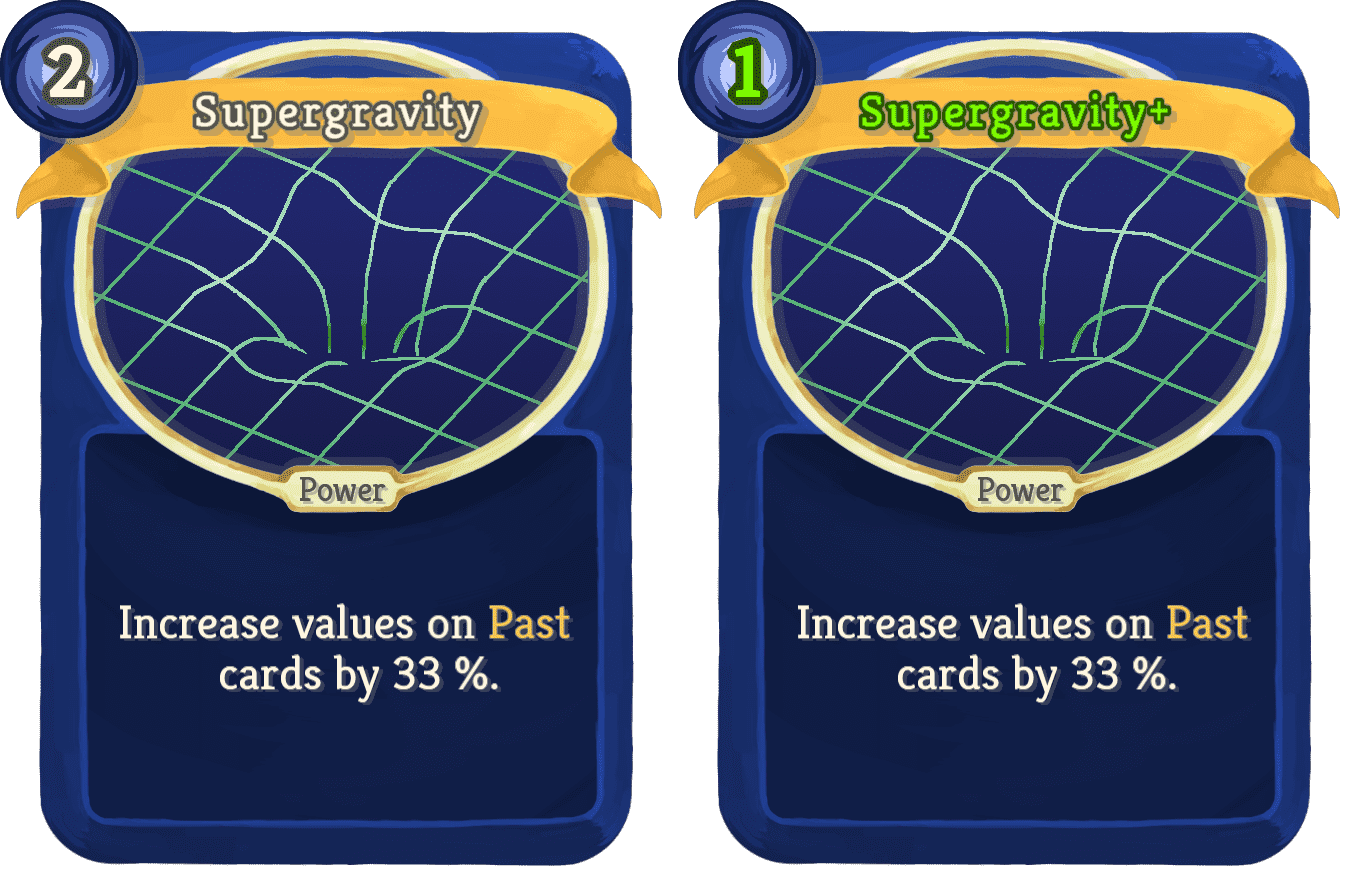 2
Supergravity
Power
Increase values on Past
cards by 33 %.
1
Supergravity+
Power
Increase values on Past
cards by 33 %.